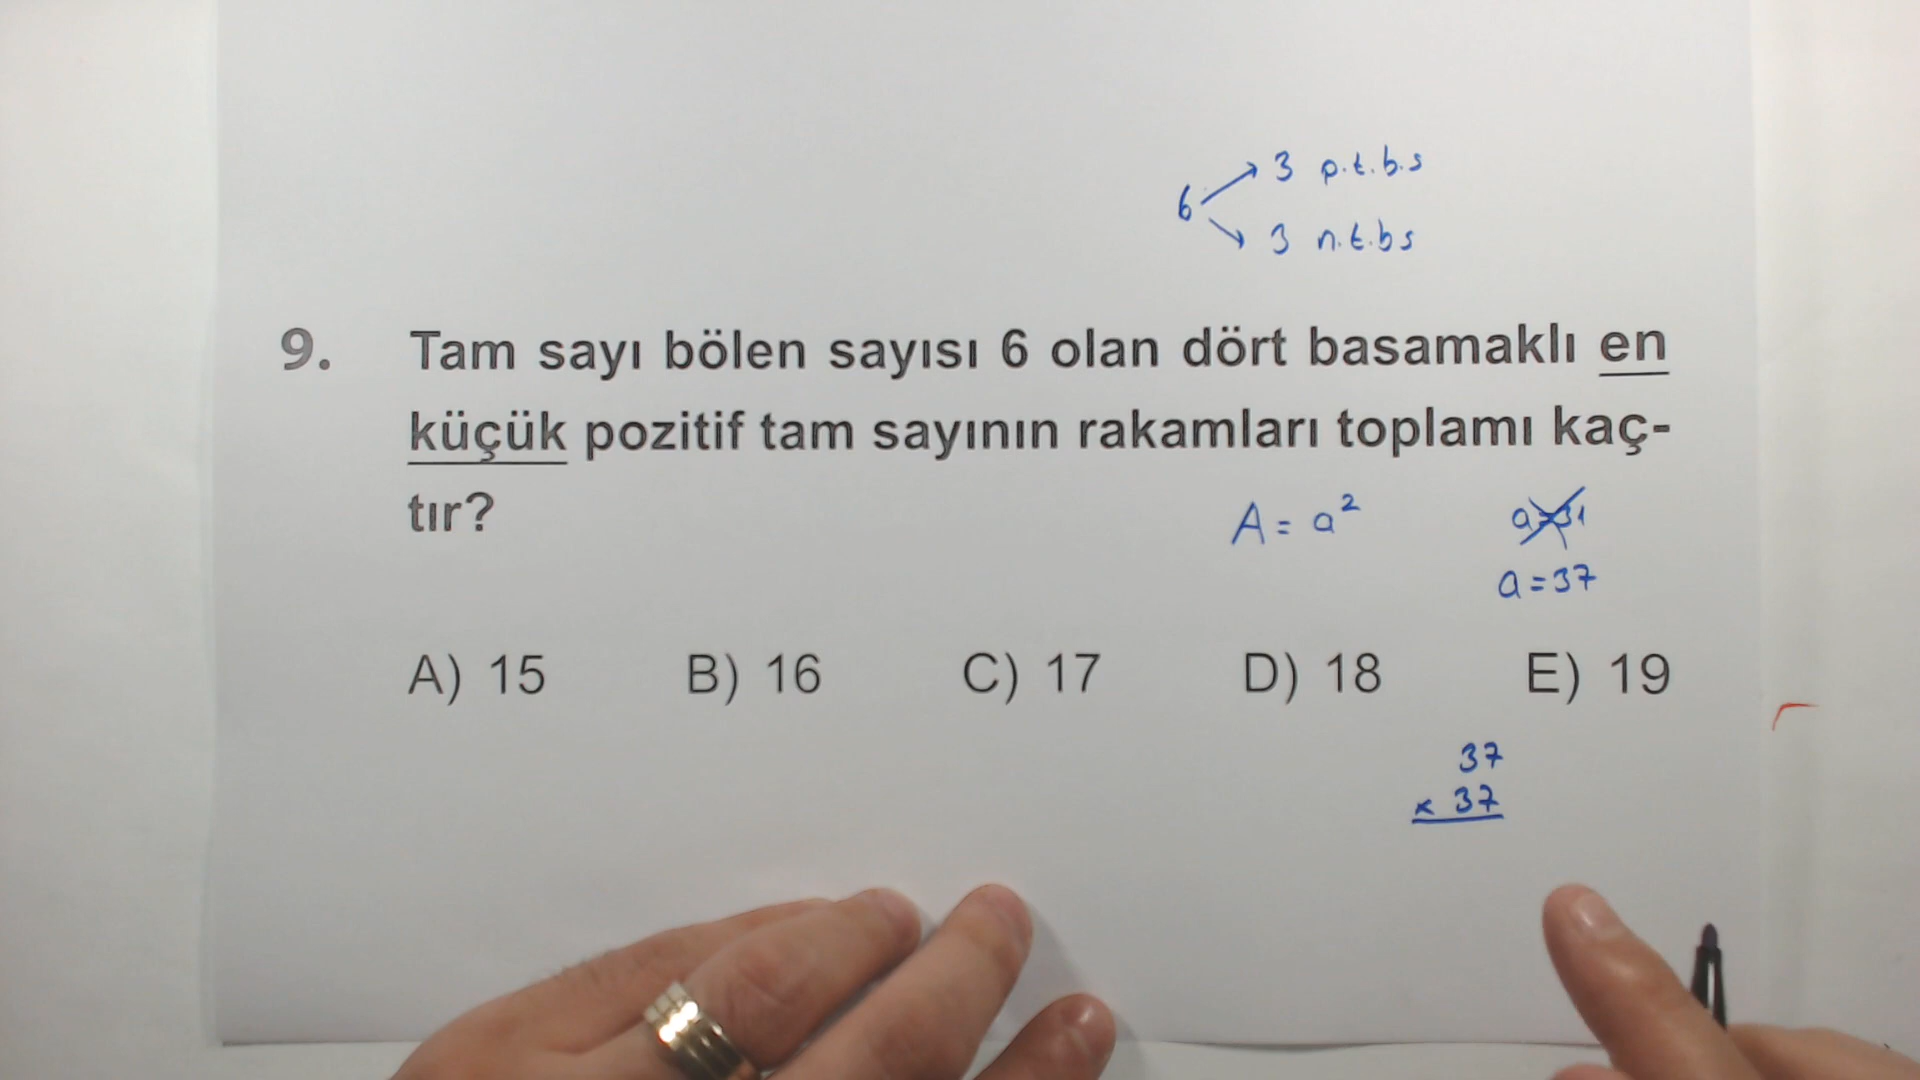 6 → 3 p.t.b.s
→ 3 n.t.b s
9. Tam sayı bölen sayısı 6 olan dört basamaklı en
küçük pozitif tam sayının rakamları toplamı kaç-
tır?
A = a² a=31
a = 37
A) 15 B) 16 C) 17 D) 18 E) 19
37
x 37